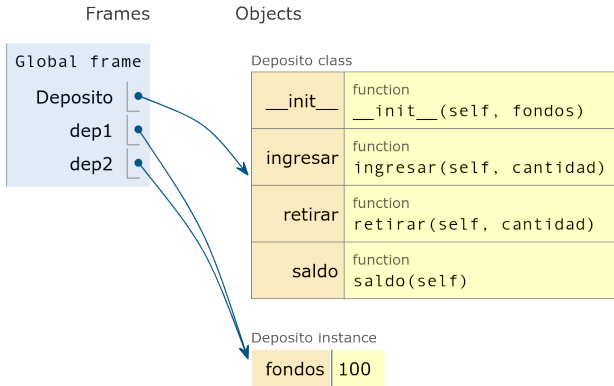 Frames Objects
Global frame
Deposito
dep1
dep2
Deposito class
__init__ function
__init__(self, fondos)
ingresar function
ingresar(self, cantidad)
retirar function
retirar(self, cantidad)
saldo function
saldo(self)
Deposito instance
fondos 100